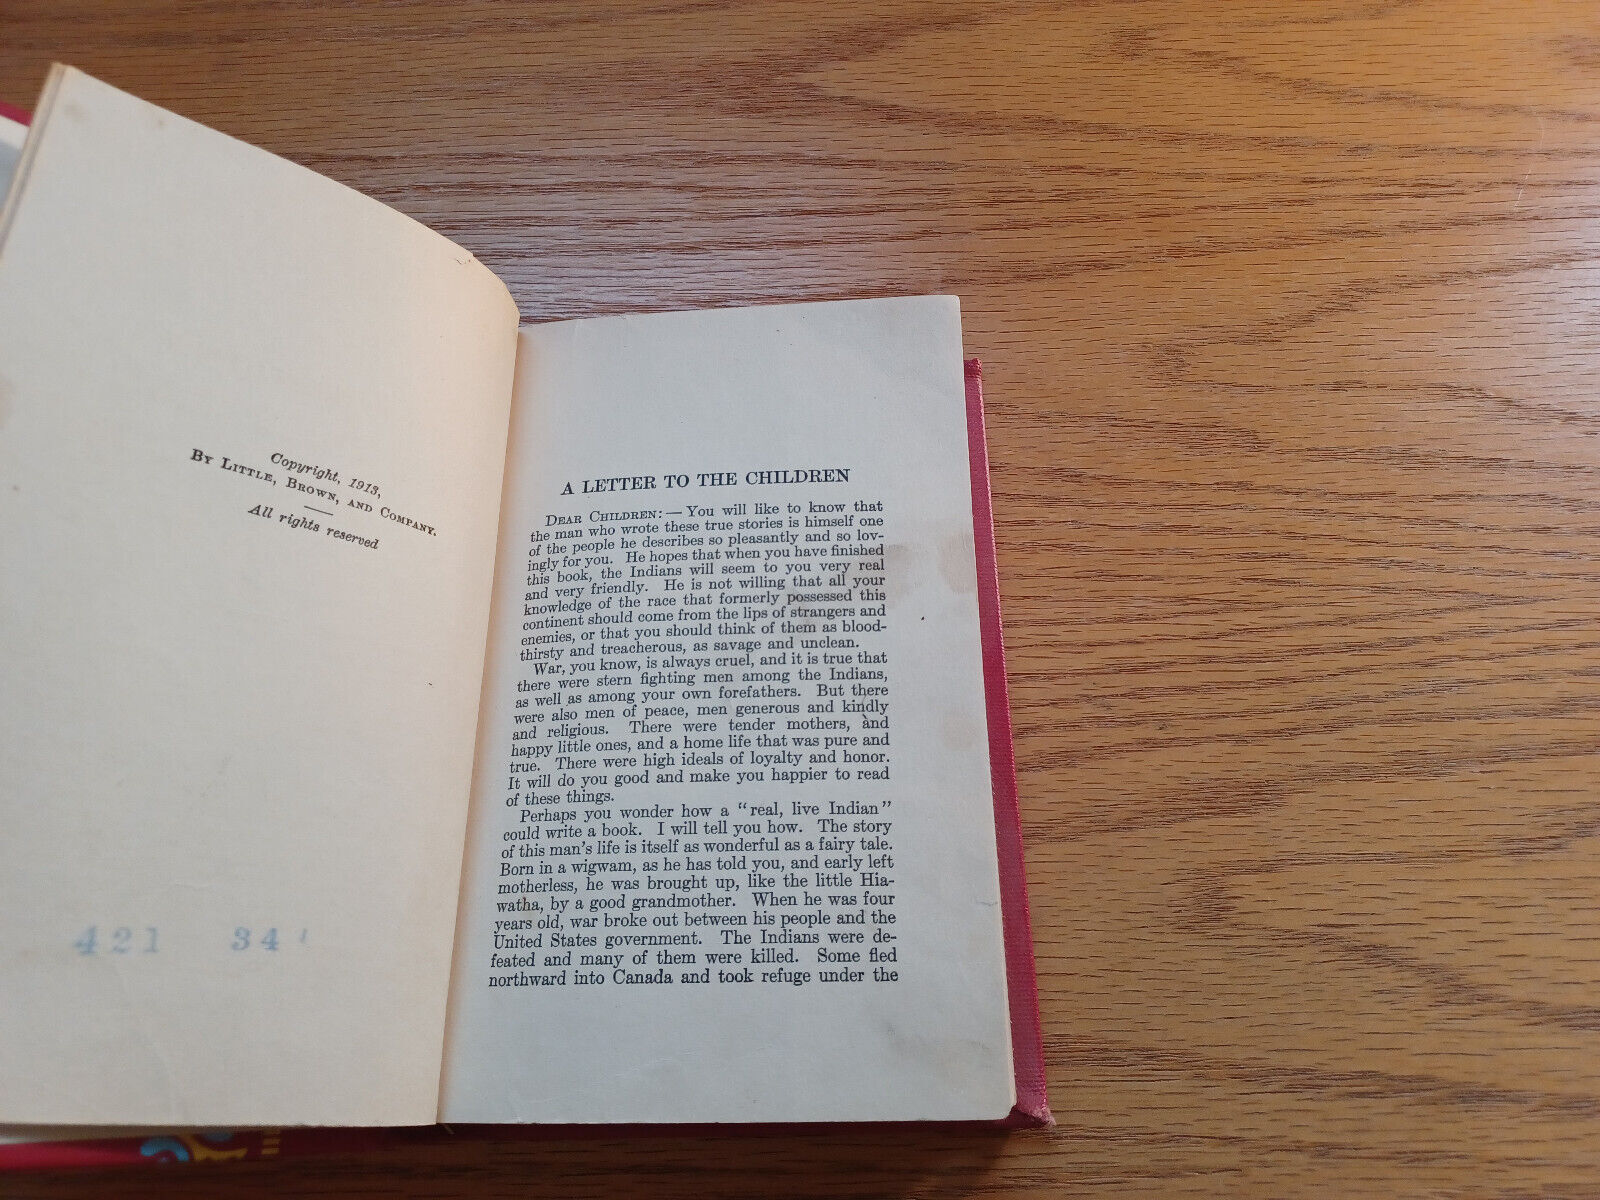 Copyright, 1913,
By Little, Brown, and Company.
All rights reserved
421 34
A LETTER TO THE CHILDREN
Dear Children: — You will like to know that
the man who wrote these true stories is himself one
of the people he describes so pleasantly and so lov-
ingly for you. He hopes that when you have finished
this book, the Indians will seem to you very real
and very friendly. He is not willing that all your
knowledge of the race that formerly possessed this
continent should come from the lips of strangers and
enemies, or that you should think of them as blood-
thirsty and treacherous, as savage and unclean.
War, you know, is always cruel, and it is true that
there were stern fighting men among the Indians,
as well as among your own forefathers. But there
were also men of peace, men generous and kindly
and religious. There were tender mothers, and
happy little ones, and a home life that was pure and
true. There were high ideals of loyalty and honor.
It will do you good and make you happier to read
of these things.
Perhaps you wonder how a "real, live Indian"
could write a book. I will tell you how. The story
of this man's life is itself as wonderful as a fairy tale.
Born in a wigwam, as he has told you, and early left
motherless, he was brought up, like the little Hia-
watha, by a good grandmother. When he was four
years old, war broke out between his people and the
United States government. The Indians were de-
feated and many of them were killed. Some fled
northward into Canada and took refuge under the